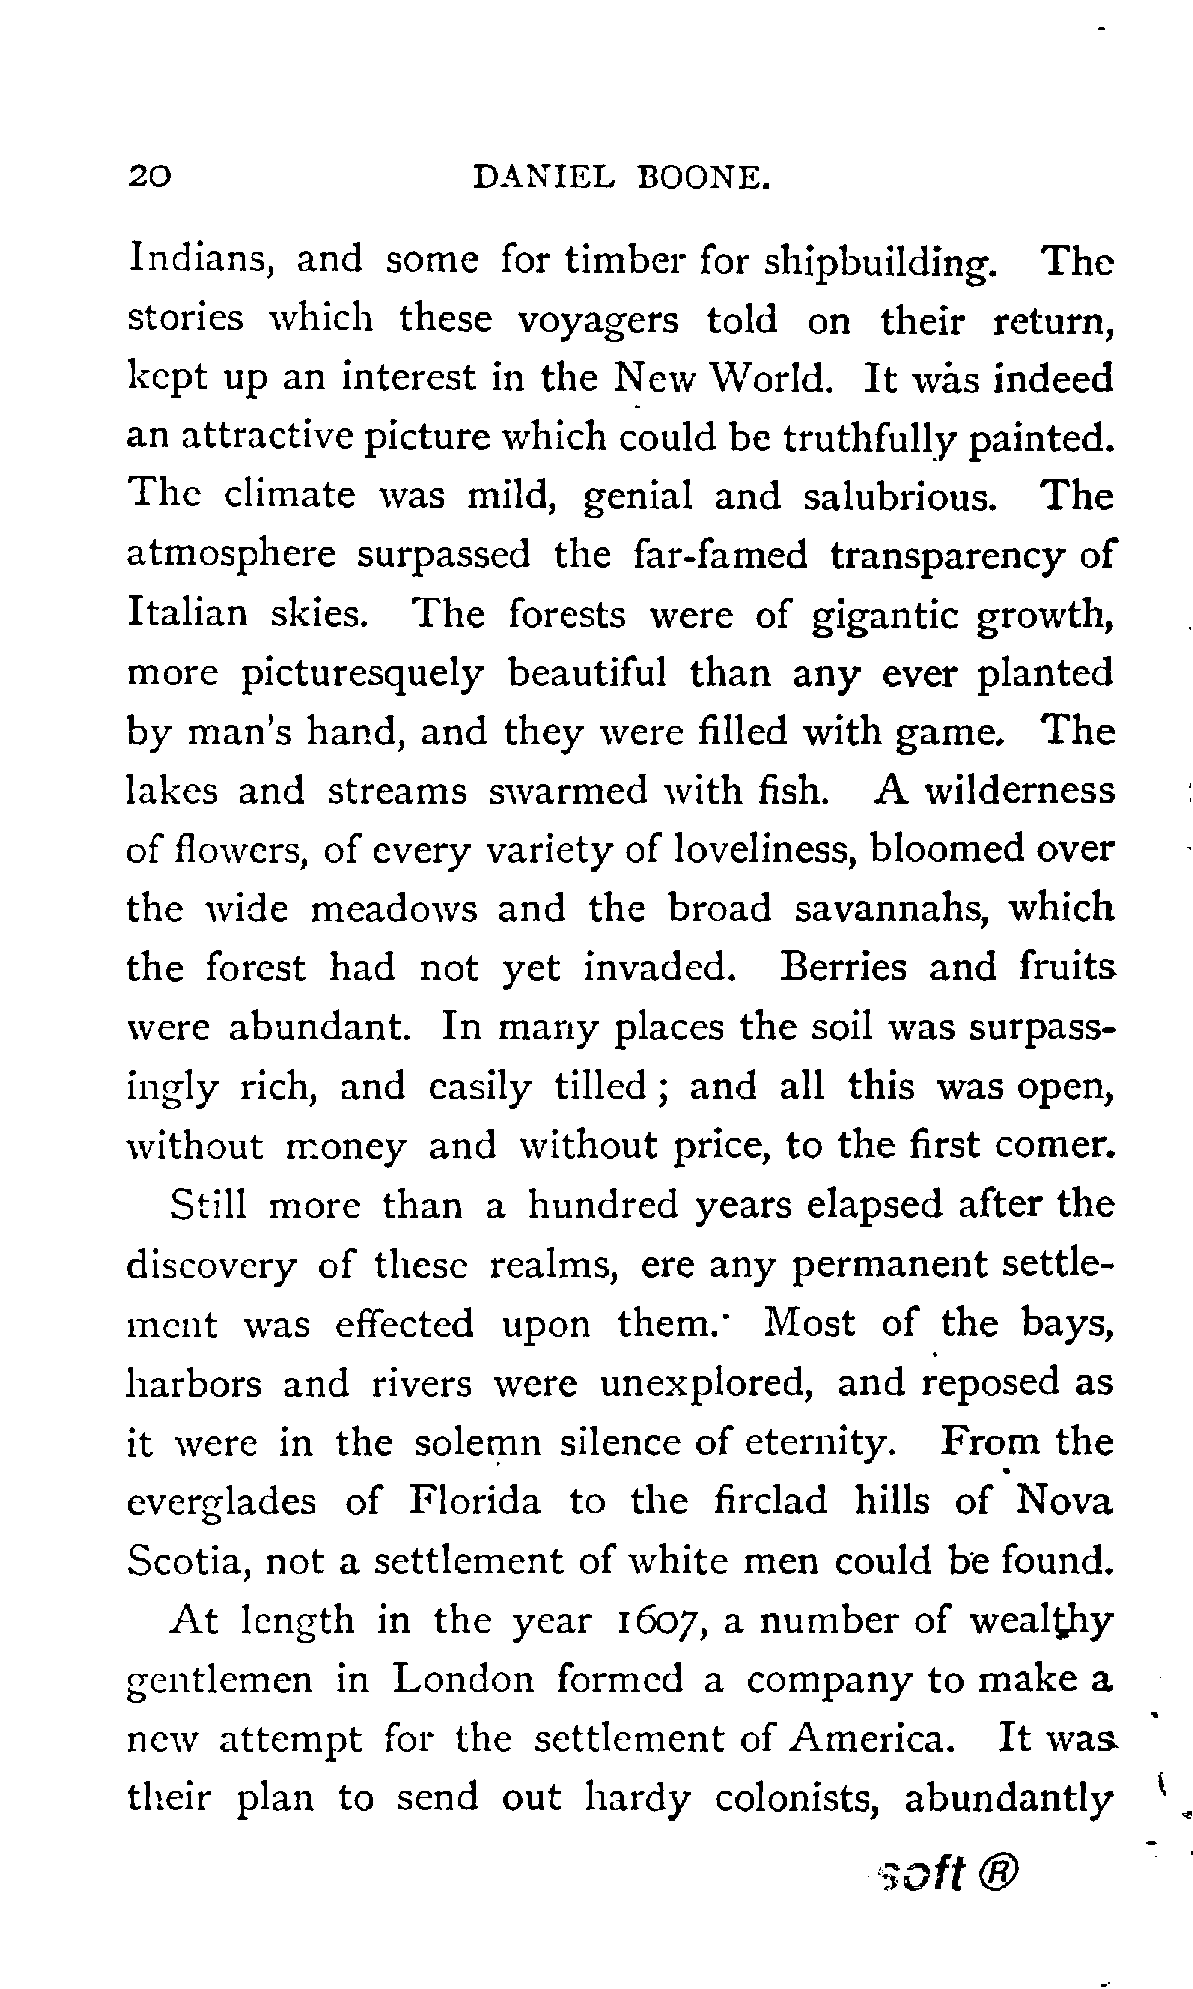 20 DANIEL BOONE.
Indians, and some for timber for shipbuilding. The
stories which these voyagers told on their return,
kept up an interest in the New World. It was indeed
an attractive picture which could be truthfully painted.
The climate was mild, genial and salubrious. The
atmosphere surpassed the far-famed transparency of
Italian skies. The forests were of gigantic growth,
more picturesquely beautiful than any ever planted
by man's hand, and they were filled with game. The
lakes and streams swarmed with fish. A wilderness
of flowers, of every variety of loveliness, bloomed over
the wide meadows and the broad savannahs, which
the forest had not yet invaded. Berries and fruits
were abundant. In many places the soil was surpass-
ingly rich, and easily tilled ; and all this was open,
without money and without price, to the first comer.
Still more than a hundred years elapsed after the
discovery of these realms, ere any permanent settle-
ment was effected upon them. Most of the bays,
harbors and rivers were unexplored, and reposed as
it were in the solemn silence of eternity. From the
everglades of Florida to the firclad hills of Nova
Scotia, not a settlement of white men could be found.
At length in the year 1607, a number of wealthy
gentlemen in London formed a company to make a
new attempt for the settlement of America. It was
their plan to send out hardy colonists, abundantly
soft ®